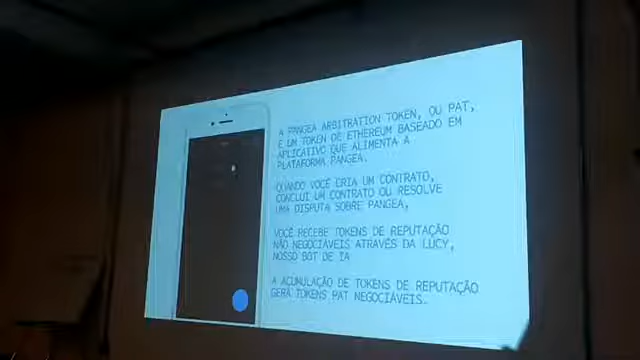 A PANGEA ARBITRATION TOKEN, OU PAT,
É UM TOKEN DE ETHEREUM BASEADO EM
APLICATIVO QUE ALIMENTA A
PLATAFORMA PANGEA.
QUANDO VOCÊ CRIA UM CONTRATO,
CONCLUI UM CONTRATO OU RESOLVE
UMA DISPUTA SOBRE PANGEA,
VOCÊ RECEBE TOKENS DE REPUTAÇÃO
NÃO NEGOCIÁVEIS ATRAVÉS DA LUCY,
NOSSO BOT DE IA
A ACUMULAÇÃO DE TOKENS DE REPUTAÇÃO
GERA TOKENS PAT NEGOCIÁVEIS.